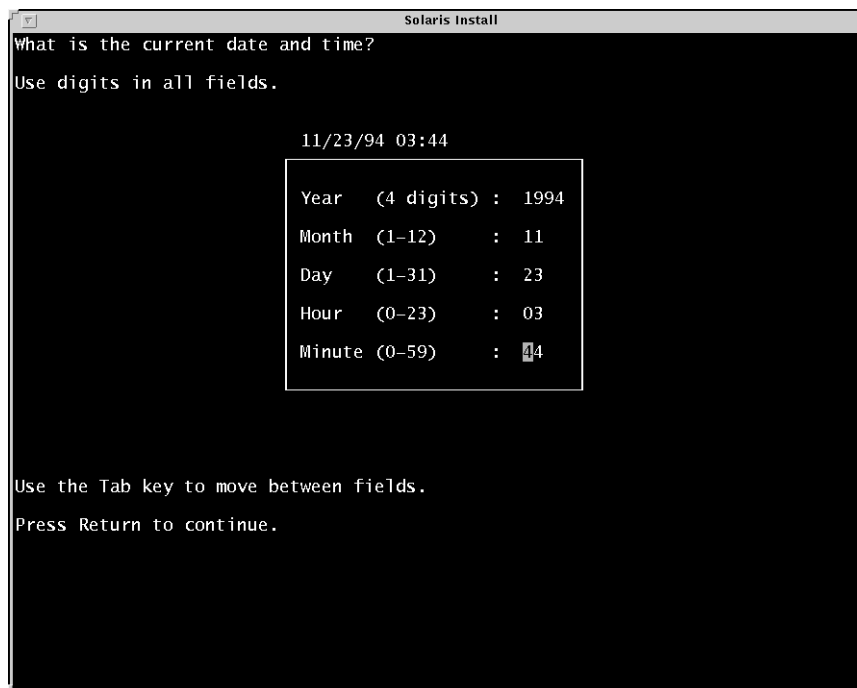 Solaris Install
What is the current date and time?
Use digits in all fields.
11/23/94 03:44
Year (4 digits) : 1994
Month (1-12) : 11
Day (1-31) : 23
Hour (0-23) : 03
Minute (0-59) : 44
Use the Tab key to move between fields.
Press Return to continue.